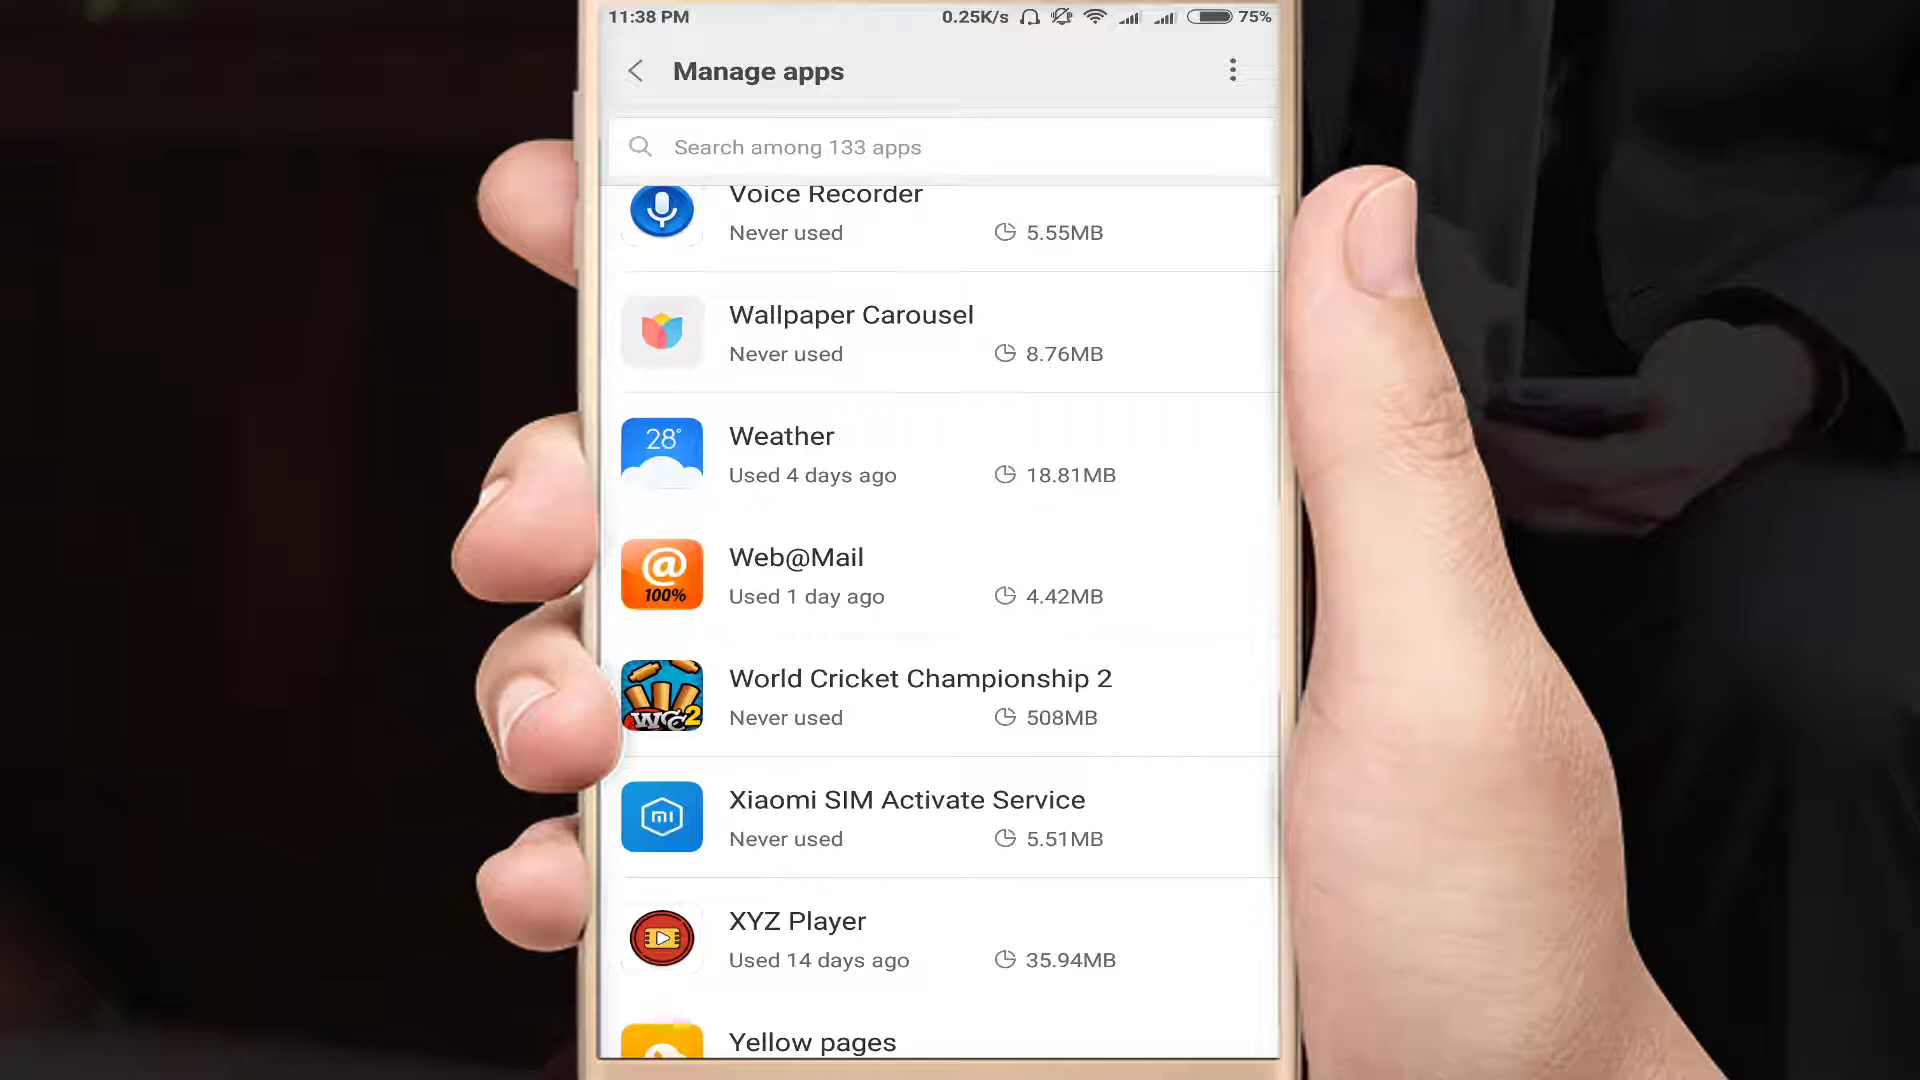 11:38 PM 0.25K/s 75%
Manage apps
Search among 133 apps
Voice Recorder
Never used 5.55MB
Wallpaper Carousel
Never used 8.76MB
28°
Weather
Used 4 days ago 18.81MB
@
100%
Web@Mail
Used 1 day ago 4.42MB
WCC2
World Cricket Championship 2
Never used 508MB
mi
Xiaomi SIM Activate Service
Never used 5.51MB
XYZ Player
Used 14 days ago 35.94MB
Yellow pages